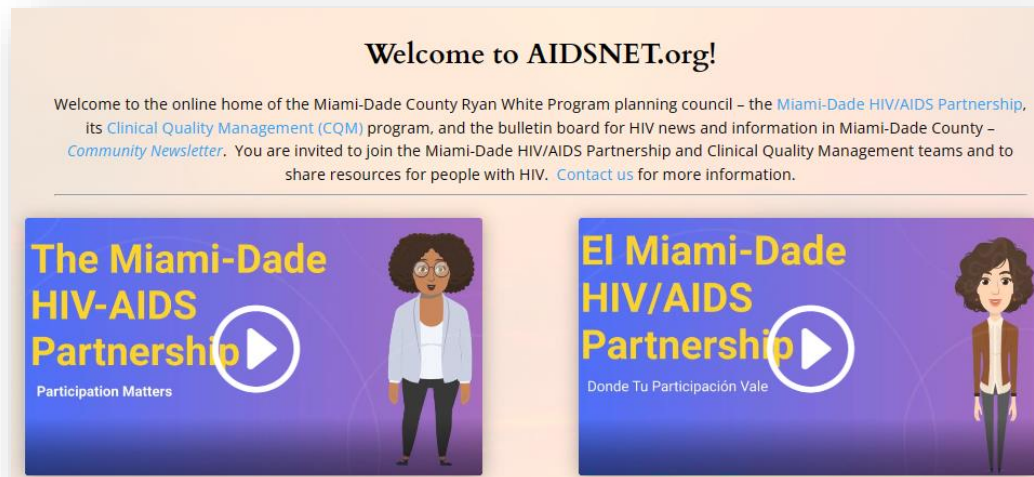 Welcome to AIDSNET.org!
Welcome to the online home of the Miami-Dade County Ryan White Program planning council – the Miami-Dade HIV/AIDS Partnership,
its Clinical Quality Management (CQM) program, and the bulletin board for HIV news and information in Miami-Dade County –
Community Newsletter.  You are invited to join the Miami-Dade HIV/AIDS Partnership and Clinical Quality Management teams and to
share resources for people with HIV.  Contact us for more information.
The Miami-Dade
HIV-AIDS
Partnership
Participation Matters
El Miami-Dade
HIV/AIDS
Partnership
Donde Tu Participación Vale